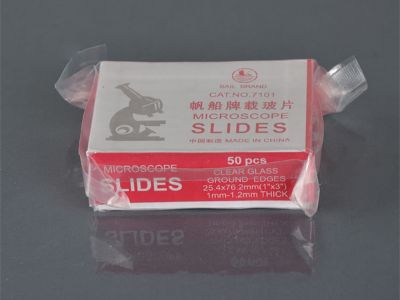 SAIL BRAND
CAT.NO.7101
帆船牌载玻片
MICROSCOPE
SLIDES
中国制造 MADE IN CHINA
MICROSCOPE
SLIDES
50 pcs
CLEAR GLASS
GROUND EDGES
25.4x76.2mm(1"x3")
1mm-1.2mm THICK